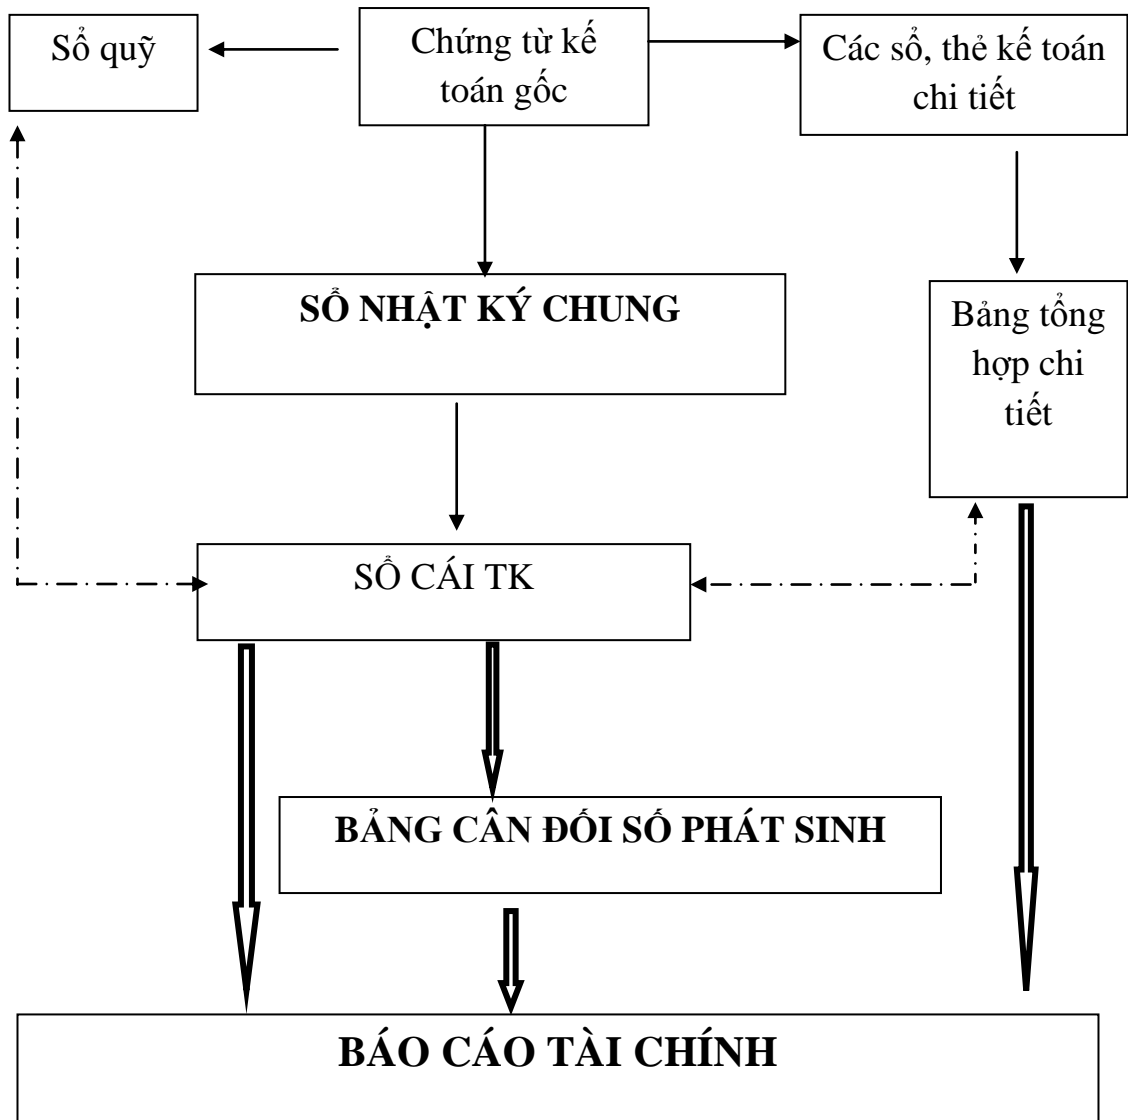 Sổ quỹ
Chứng từ kế
toán gốc
Các sổ, thẻ kế toán
chi tiết
SỔ NHẬT KÝ CHUNG
Bảng tổng
hợp chi
tiết
SỔ CÁI TK
BẢNG CÂN ĐỐI SỐ PHÁT SINH
BÁO CÁO TÀI CHÍNH